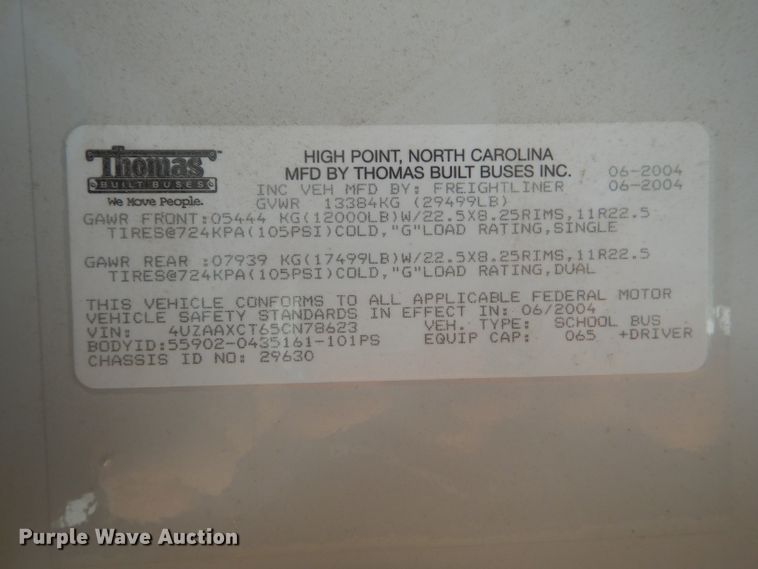 Thomas™
BUILT BUSES
We Move People.
HIGH POINT, NORTH CAROLINA
MFD BY THOMAS BUILT BUSES INC. 06-2004
INC VEH MFD BY: FREIGHTLINER 06-2004
GVWR 13384KG (29499LB)
GAWR FRONT:05444 KG(12000LB)W/22.5X8.25RIMS,11R22.5
TIRES@724KPA(105PSI)COLD,"G"LOAD RATING,SINGLE
GAWR REAR :07939 KG(17499LB)W/22.5X8.25RIMS,11R22.5
TIRES@724KPA(105PSI)COLD,"G"LOAD RATING,DUAL
THIS VEHICLE CONFORMS TO ALL APPLICABLE FEDERAL MOTOR
VEHICLE SAFETY STANDARDS IN EFFECT IN: 06/2004
VIN: 4UZAAXCT65CN78623 VEH. TYPE: SCHOOL BUS
BODYID:55902-0435161-101PS EQUIP CAP: 065 +DRIVER
CHASSIS ID NO: 29630
Purple Wave Auction